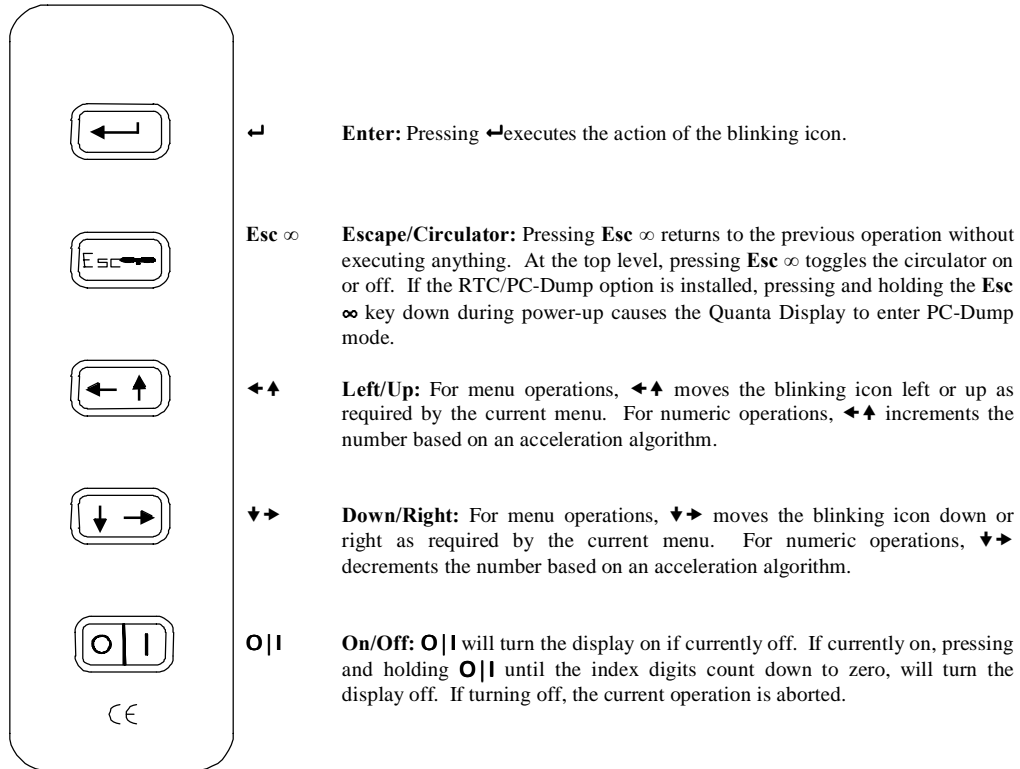 ↵ Enter: Pressing ↵executes the action of the blinking icon.
Esc
Esc ∞ Escape/Circulator: Pressing Esc ∞ returns to the previous operation without
executing anything. At the top level, pressing Esc ∞ toggles the circulator on
or off. If the RTC/PC-Dump option is installed, pressing and holding the Esc
∞ key down during power-up causes the Quanta Display to enter PC-Dump
mode.
← ↑
←↑ Left/Up: For menu operations, ←↑ moves the blinking icon left or up as
required by the current menu. For numeric operations, ←↑ increments the
number based on an acceleration algorithm.
↓ →
↓→ Down/Right: For menu operations, ↓→ moves the blinking icon down or
right as required by the current menu. For numeric operations, ↓→
decrements the number based on an acceleration algorithm.
O | I
O|I On/Off: O|I will turn the display on if currently off. If currently on, pressing
and holding O|I until the index digits count down to zero, will turn the
display off. If turning off, the current operation is aborted.
CE